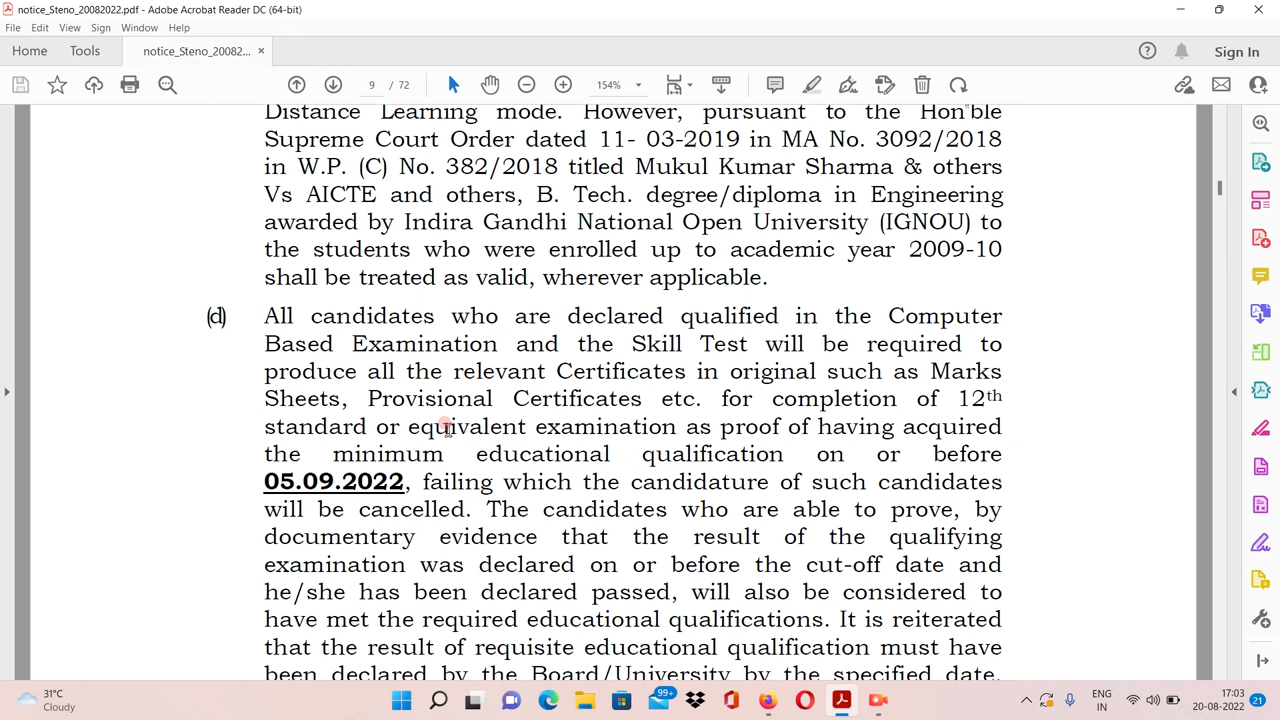 notice_Steno_20082022.pdf - Adobe Acrobat Reader DC (64-bit)
File Edit View Sign Window Help
Home Tools notice_Steno_20082... × Sign In
9 / 72 154%
Distance Learning mode. However, pursuant to the Hon'ble
Supreme Court Order dated 11- 03-2019 in MA No. 3092/2018
in W.P. (C) No. 382/2018 titled Mukul Kumar Sharma & others
Vs AICTE and others, B. Tech. degree/diploma in Engineering
awarded by Indira Gandhi National Open University (IGNOU) to
the students who were enrolled up to academic year 2009-10
shall be treated as valid, wherever applicable.
(d) All candidates who are declared qualified in the Computer
Based Examination and the Skill Test will be required to
produce all the relevant Certificates in original such as Marks
Sheets, Provisional Certificates etc. for completion of 12th
standard or equivalent examination as proof of having acquired
the minimum educational qualification on or before
05.09.2022, failing which the candidature of such candidates
will be cancelled. The candidates who are able to prove, by
documentary evidence that the result of the qualifying
examination was declared on or before the cut-off date and
he/she has been declared passed, will also be considered to
have met the required educational qualifications. It is reiterated
that the result of requisite educational qualification must have
been declared by the Board/University by the specified date.
31°C
Cloudy
99+
ENG
IN
17:03
20-08-2022
21